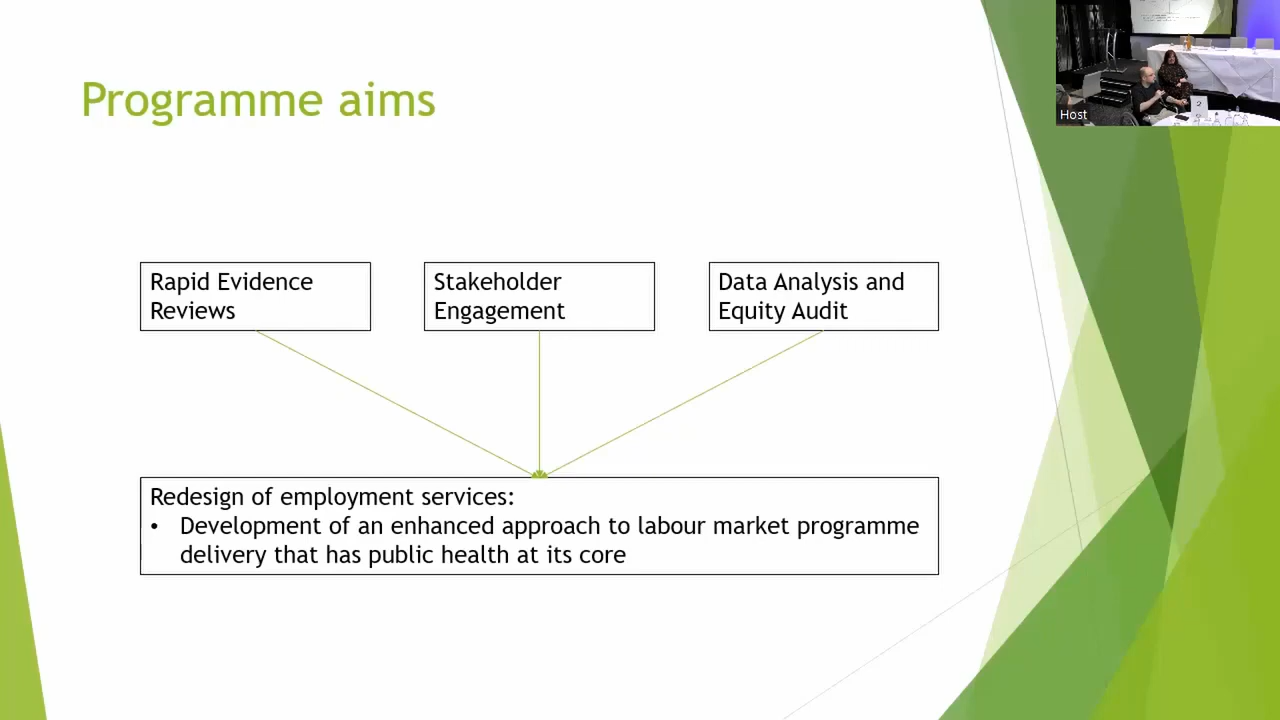 Programme aims
Host
2
Rapid Evidence
Reviews
Stakeholder
Engagement
Data Analysis and
Equity Audit
Redesign of employment services:
• Development of an enhanced approach to labour market programme
delivery that has public health at its core